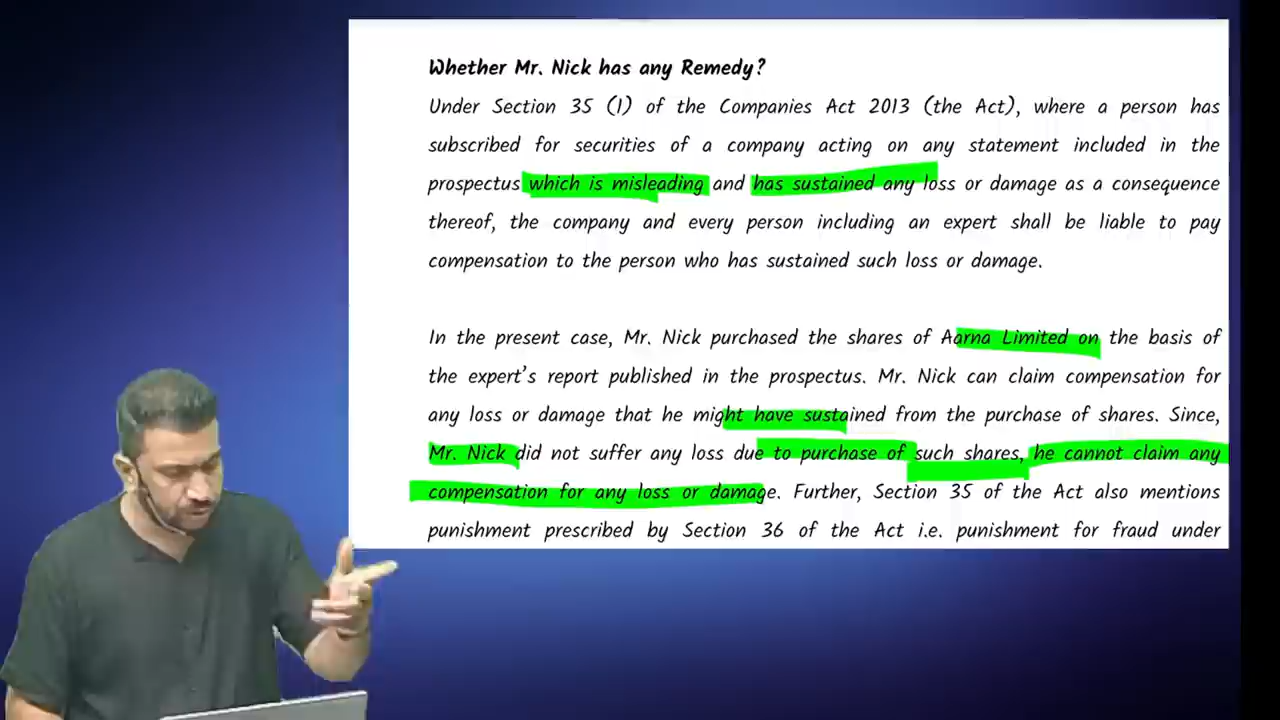 Whether Mr. Nick has any Remedy?
Under Section 35 (1) of the Companies Act 2013 (the Act), where a person has
subscribed for securities of a company acting on any statement included in the
prospectus which is misleading and has sustained any loss or damage as a consequence
thereof, the company and every person including an expert shall be liable to pay
compensation to the person who has sustained such loss or damage.
In the present case, Mr. Nick purchased the shares of Aarna Limited on the basis of
the expert's report published in the prospectus. Mr. Nick can claim compensation for
any loss or damage that he might have sustained from the purchase of shares. Since,
Mr. Nick did not suffer any loss due to purchase of such shares, he cannot claim any
compensation for any loss or damage. Further, Section 35 of the Act also mentions
punishment prescribed by Section 36 of the Act i.e. punishment for fraud under